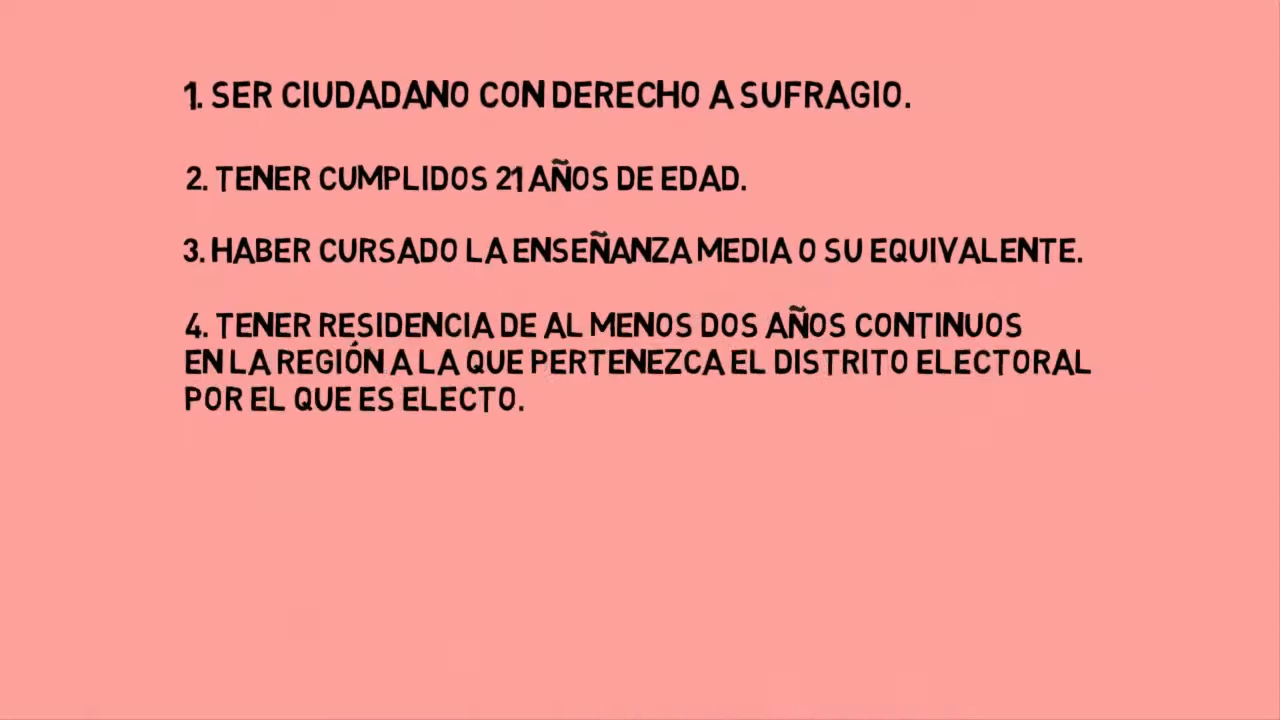 1. SER CIUDADANO CON DERECHO A SUFRAGIO.
2. TENER CUMPLIDOS 21 AÑOS DE EDAD.
3. HABER CURSADO LA ENSEÑANZA MEDIA O SU EQUIVALENTE.
4. TENER RESIDENCIA DE AL MENOS DOS AÑOS CONTINUOS
EN LA REGIÓN A LA QUE PERTENEZCA EL DISTRITO ELECTORAL
POR EL QUE ES ELECTO.